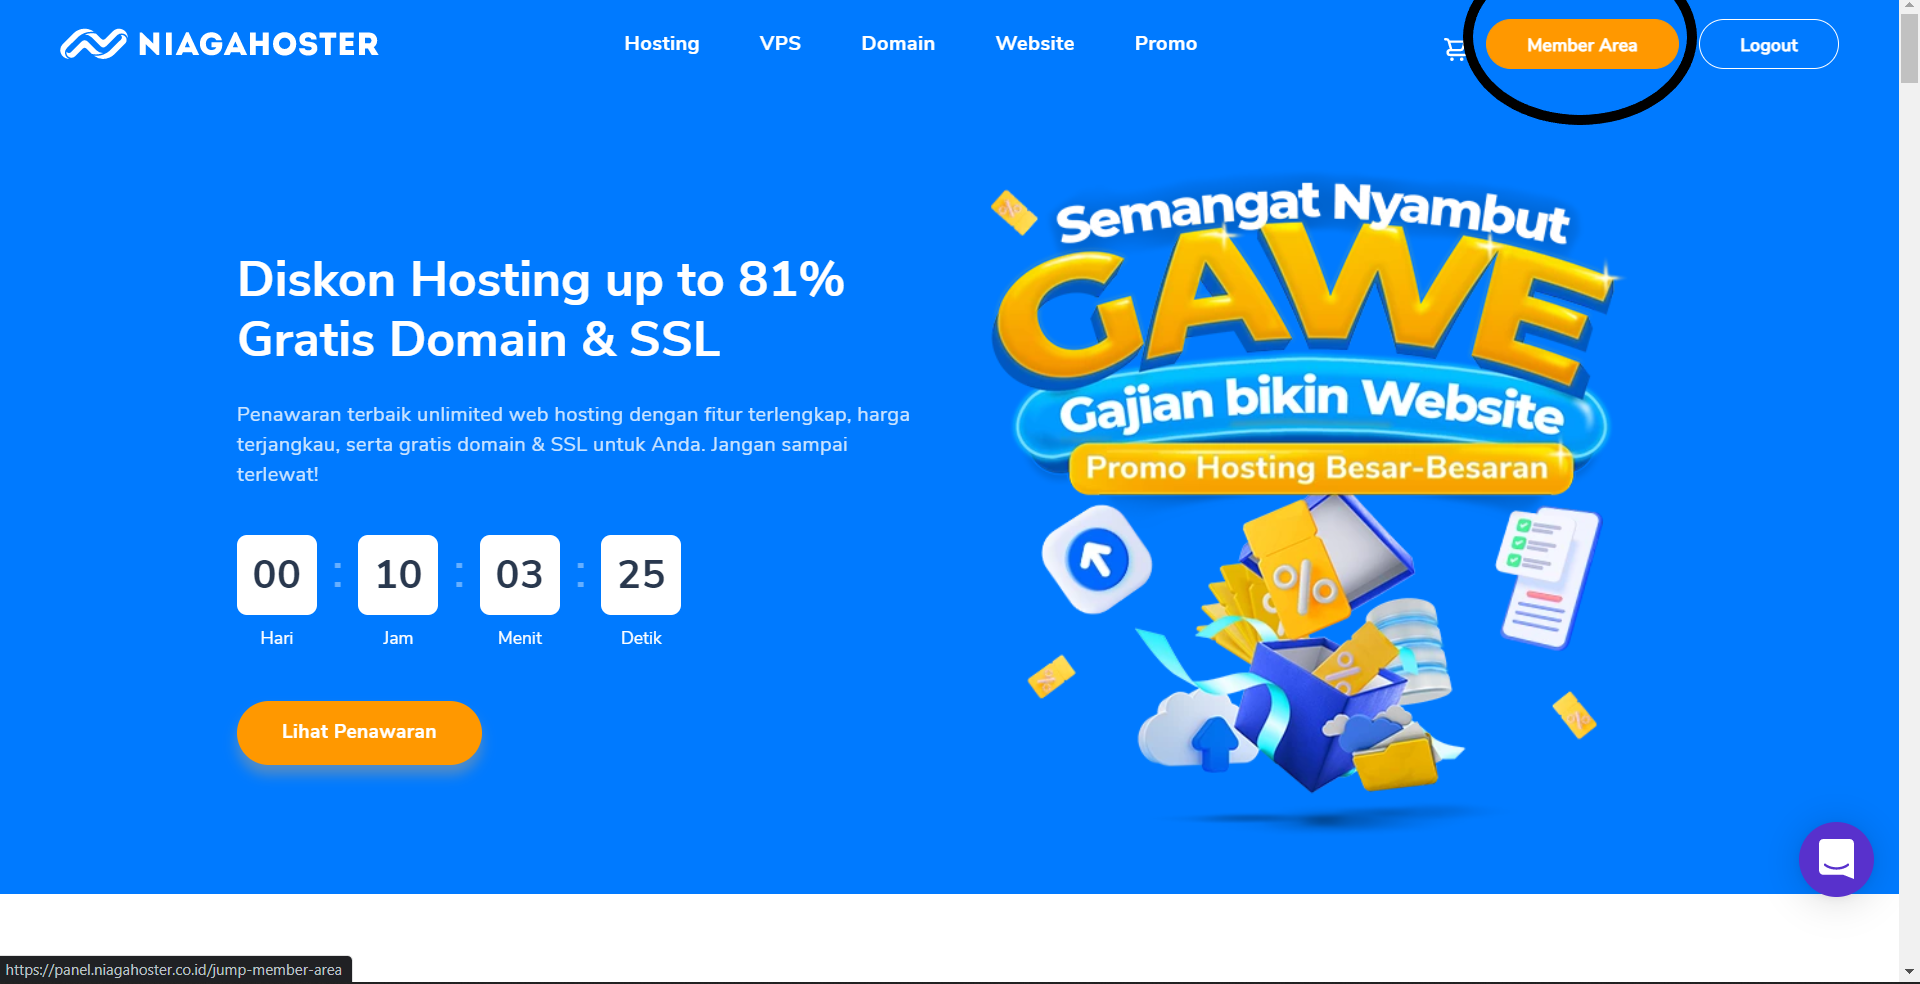 NIAGAHOSTER
Hosting
VPS
Domain
Website
Promo
Member Area
Logout
Diskon Hosting up to 81%
Gratis Domain & SSL
Penawaran terbaik unlimited web hosting dengan fitur terlengkap, harga
terjangkau, serta gratis domain & SSL untuk Anda. Jangan sampai
terlewat!
00 : 10 : 03 : 25
Hari Jam Menit Detik
Lihat Penawaran
Semangat Nyambut
GAWE
Gajian bikin Website
Promo Hosting Besar-Besaran
%
%
https://panel.niagahoster.co.id/jump-member-area